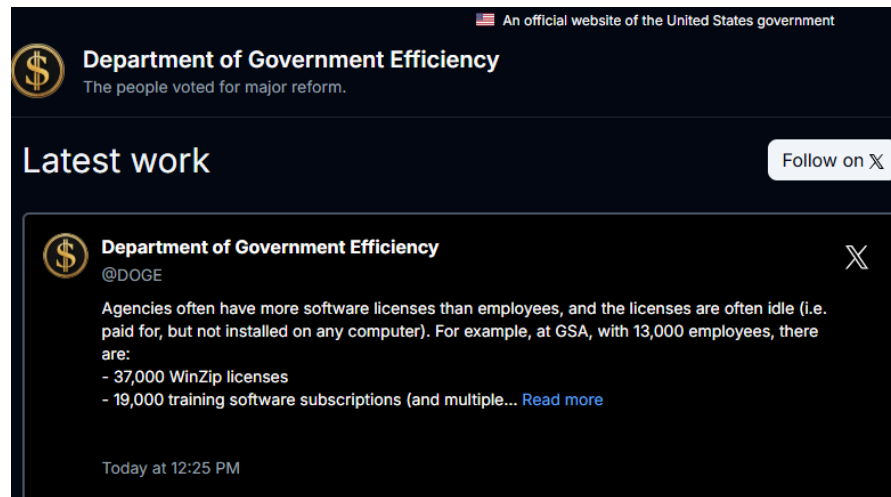 An official website of the United States government
Department of Government Efficiency
The people voted for major reform.
Latest work
Follow on 𝕏
Department of Government Efficiency
𝕏
@DOGE
Agencies often have more software licenses than employees, and the licenses are often idle (i.e.
paid for, but not installed on any computer). For example, at GSA, with 13,000 employees, there
are:
- 37,000 WinZip licenses
- 19,000 training software subscriptions (and multiple... Read more
Today at 12:25 PM